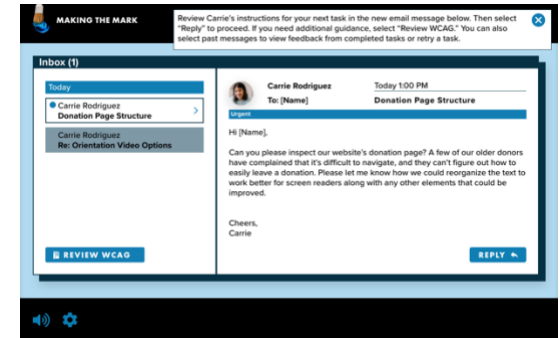 MAKING THE MARK
Review Carrie's instructions for your next task in the new email message below. Then select
"Reply" to proceed. If you need additional guidance, select "Review WCAG." You can also
select past messages to view feedback from completed tasks or retry a task.
Inbox (1)
Today
Carrie Rodriguez
Donation Page Structure
Carrie Rodriguez
Re: Orientation Video Options
REVIEW WCAG
Carrie Rodriguez
Today 1:00 PM
To: [Name]
Donation Page Structure
Urgent
Hi [Name],
Can you please inspect our website's donation page? A few of our older donors
have complained that it's difficult to navigate, and they can't figure out how to
easily leave a donation. Please let me know how we could reorganize the text to
work better for screen readers along with any other elements that could be
improved.
Cheers,
Carrie
REPLY